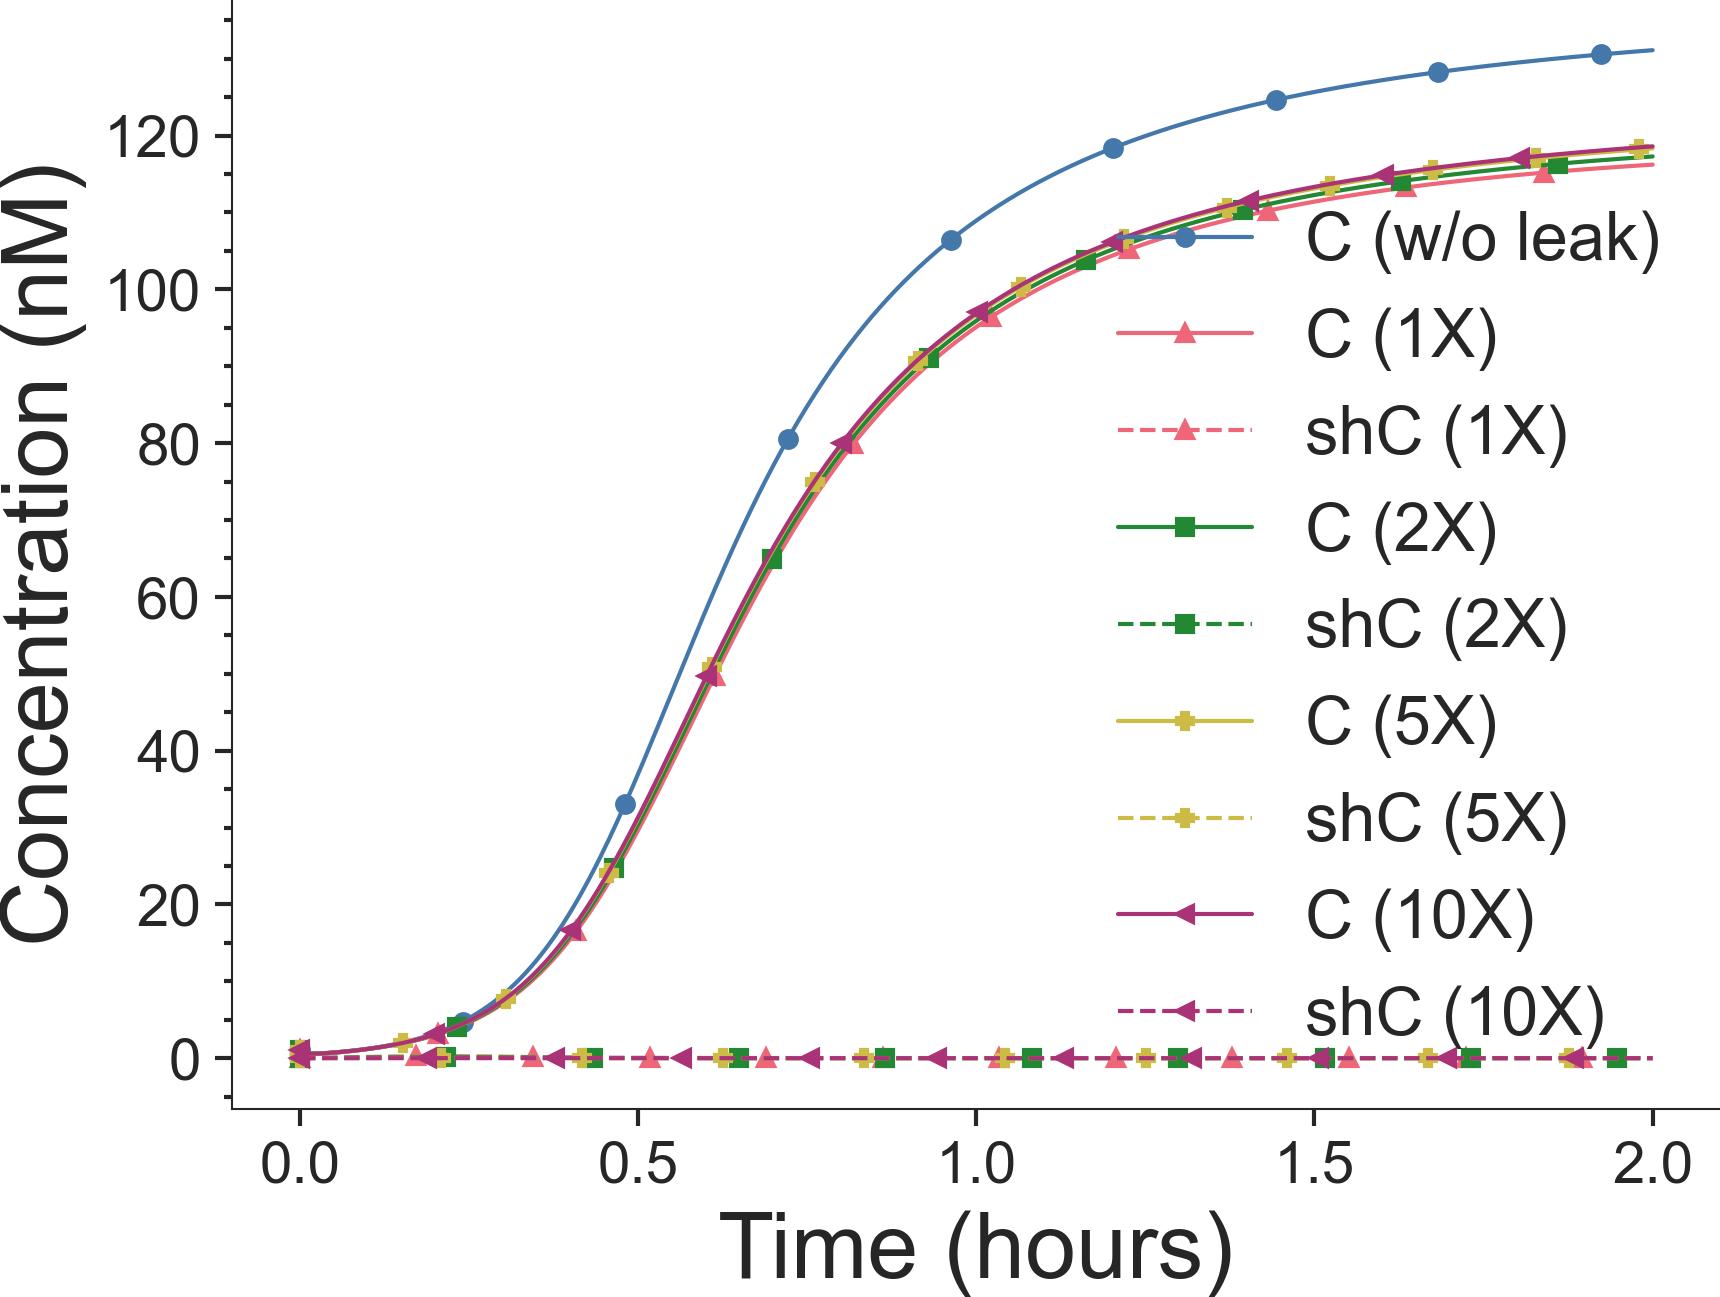 Concentration (nM)
120
100
80
60
40
20
0
0.0 0.5 1.0 1.5 2.0
Time (hours)
C (w/o leak)
C (1X)
shC (1X)
C (2X)
shC (2X)
C (5X)
shC (5X)
C (10X)
shC (10X)